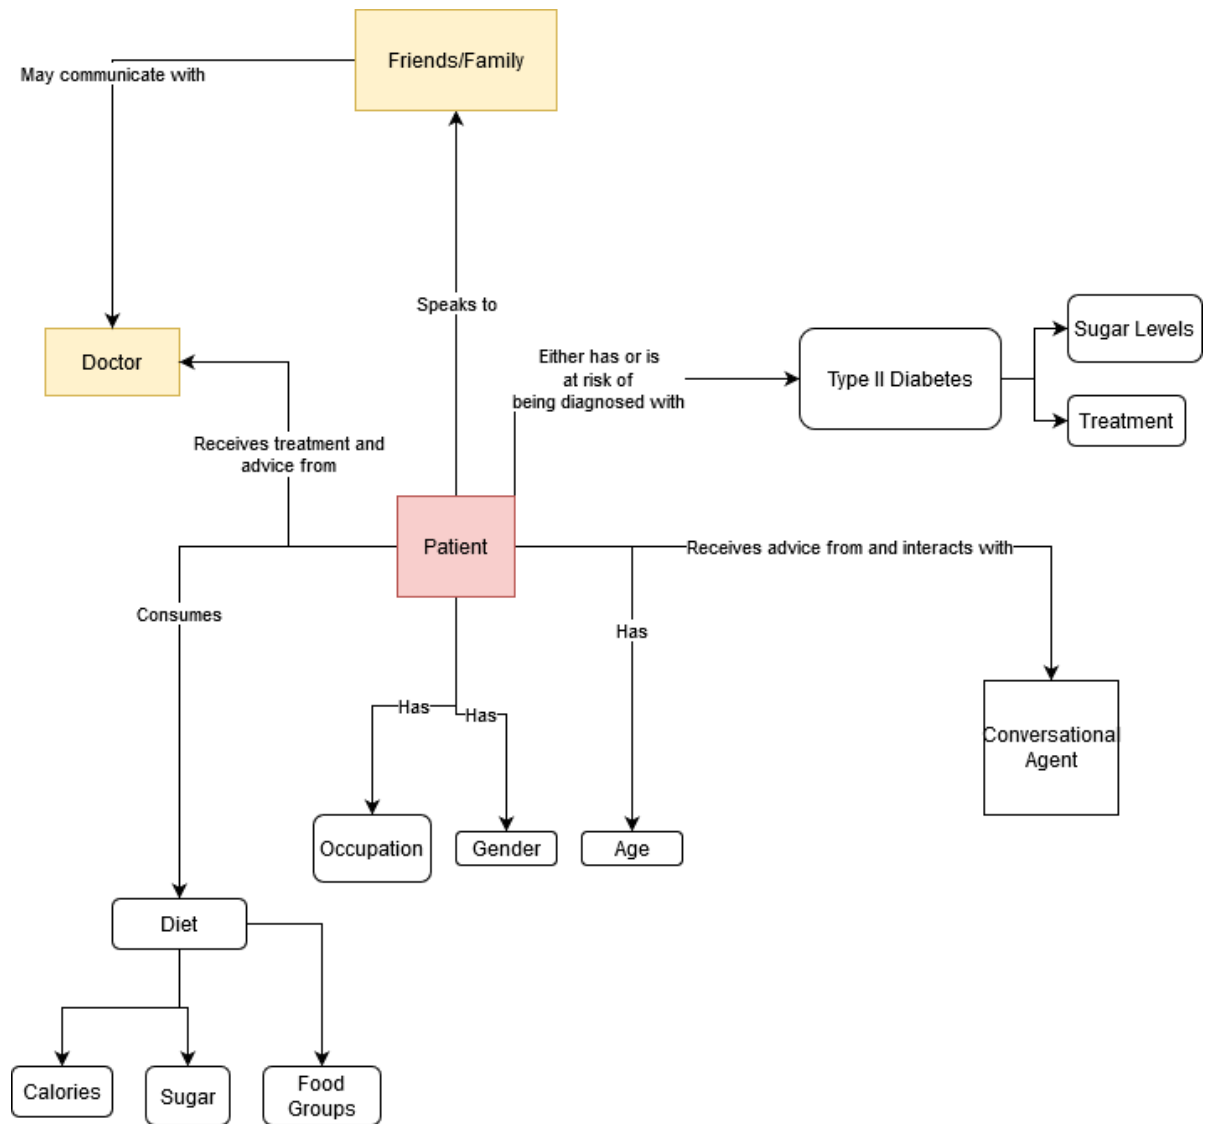 Friends/Family
May communicate with
Speaks to
Doctor
Either has or is
at risk of
being diagnosed with
Type II Diabetes
Sugar Levels
Treatment
Receives treatment and
advice from
Patient
Receives advice from and interacts with
Consumes
Has
Has
Has
Conversational
Agent
Occupation
Gender
Age
Diet
Calories
Sugar
Food
Groups